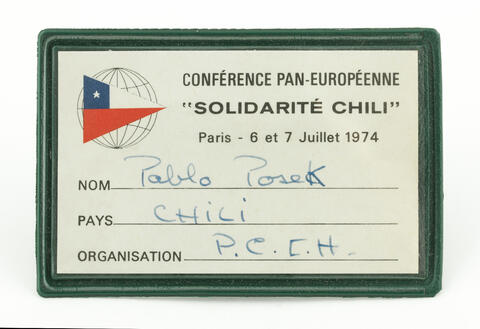 CONFÉRENCE PAN-EUROPÉENNE
"SOLIDARITÉ CHILI"
Paris - 6 et 7 Juillet 1974
NOM Pablo Posek
PAYS CHILI
ORGANISATION P.C.CH.